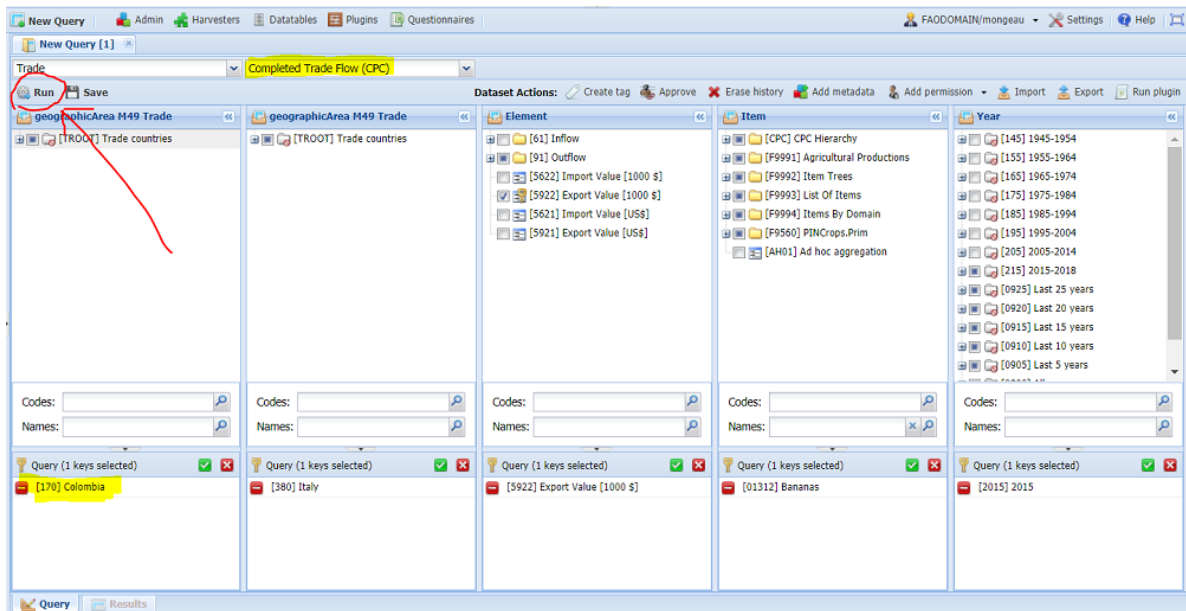 New Query Admin Harvesters Datatables Plugins Questionnaires FAODOMAIN/mongeau Settings Help
New Query [1]
Trade Completed Trade Flow (CPC)
Run Save Dataset Actions: Create tag Approve Erase history Add metadata Add permission Import Export Run plugin
geographicArea M49 Trade geographicArea M49 Trade Element Item Year
[TROOT] Trade countries [TROOT] Trade countries [61] Inflow [CPC] CPC Hierarchy [145] 1945-1954
[91] Outflow [F9991] Agricultural Productions [155] 1955-1964
[5622] Import Value [1000 $] [F9992] Item Trees [165] 1965-1974
[5922] Export Value [1000 $] [F9993] List Of Items [175] 1975-1984
[5621] Import Value [US$] [F9994] Items By Domain [185] 1985-1994
[5921] Export Value [US$] [F9560] PINCrops.Prim [195] 1995-2004
[AH01] Ad hoc aggregation [205] 2005-2014
[215] 2015-2018
[0925] Last 25 years
[0920] Last 20 years
[0915] Last 15 years
[0910] Last 10 years
[0905] Last 5 years
Codes: Codes: Codes: Codes: Codes:
Names: Names: Names: Names: Names:
Query (1 keys selected) Query (1 keys selected) Query (1 keys selected) Query (1 keys selected) Query (1 keys selected)
[170] Colombia [380] Italy [5922] Export Value [1000 $] [01312] Bananas [2015] 2015
Query Results